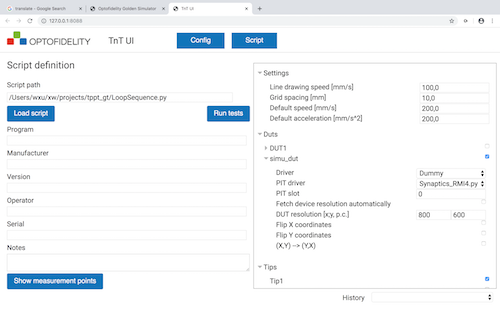 translate - Google Search
Optofidelity Golden Simulator
TnT UI
127.0.0.1:8088
OPTOFIDELITY
TnT UI
Config
Script
Script definition
Script path
/Users/wxu/xw/projects/tppt_gt/LoopSequence.py
Load script
Run tests
Program
Manufacturer
Version
Operator
Serial
Notes
Show measurement points
Settings
Line drawing speed [mm/s] 100,0
Grid spacing [mm] 10,0
Default speed [mm/s] 200,0
Default acceleration [mm/s^2] 200,0
Duts
DUT1
simu_dut
Driver Dummy
PIT driver Synaptics_RMI4.py
PIT slot 0
Fetch device resolution automatically
DUT resolution [x;y, p.c.] 800 600
Flip X coordinates
Flip Y coordinates
(X,Y) --> (Y,X)
Tips
Tip1
History